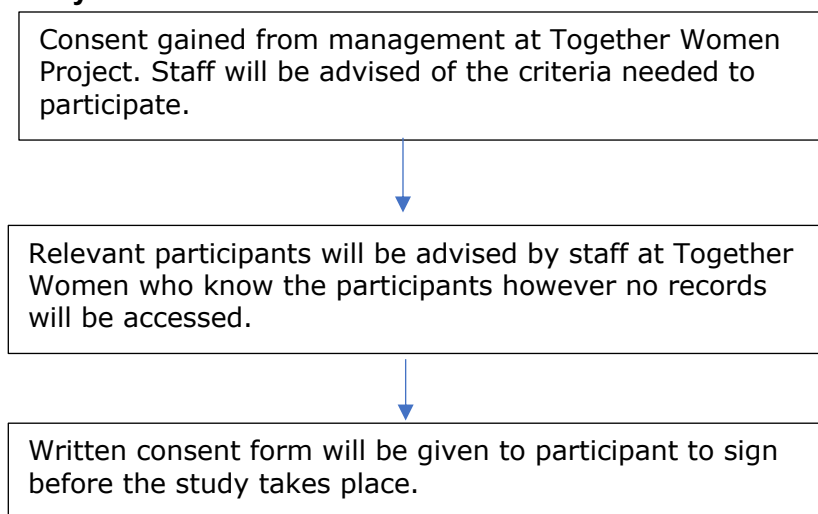 Consent gained from management at Together Women
Project. Staff will be advised of the criteria needed to
participate.
Relevant participants will be advised by staff at Together
Women who know the participants however no records
will be accessed.
Written consent form will be given to participant to sign
before the study takes place.